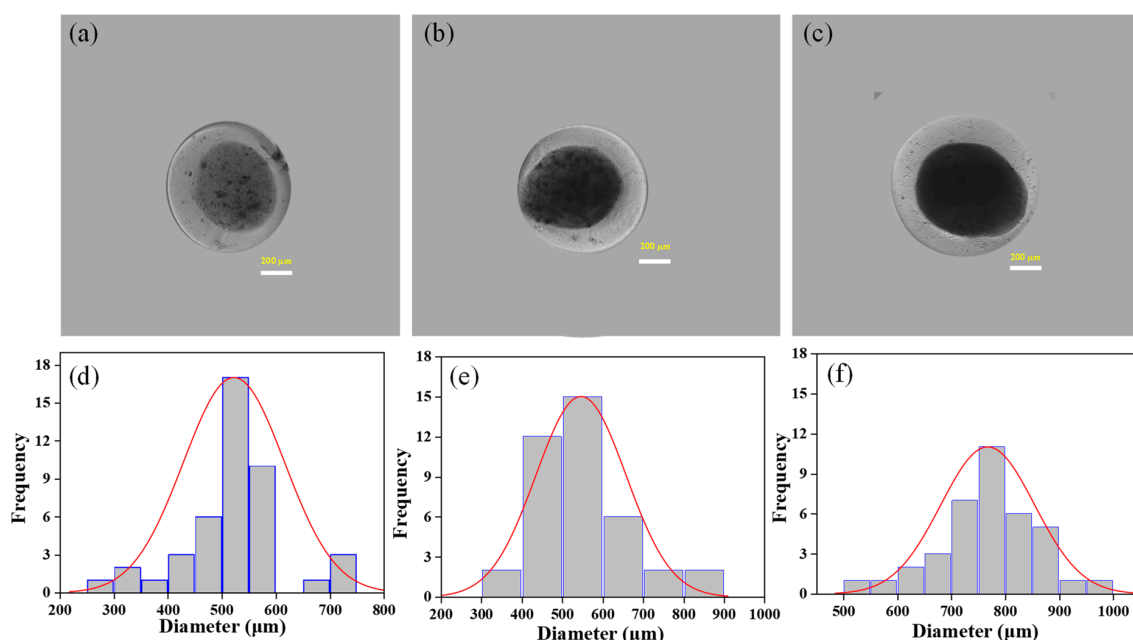 (a)
(b)
(c)
200 μm
200 μm
200 μm
(d)
(e)
(f)
18
15
12
9
6
3
0
Frequency
200 300 400 500 600 700 800
Diameter (μm)
18
15
12
9
6
3
0
Frequency
200 300 400 500 600 700 800 900 1000
Diameter (μm)
18
15
12
9
6
3
0
Frequency
500 600 700 800 900 1000
Diameter (μm)